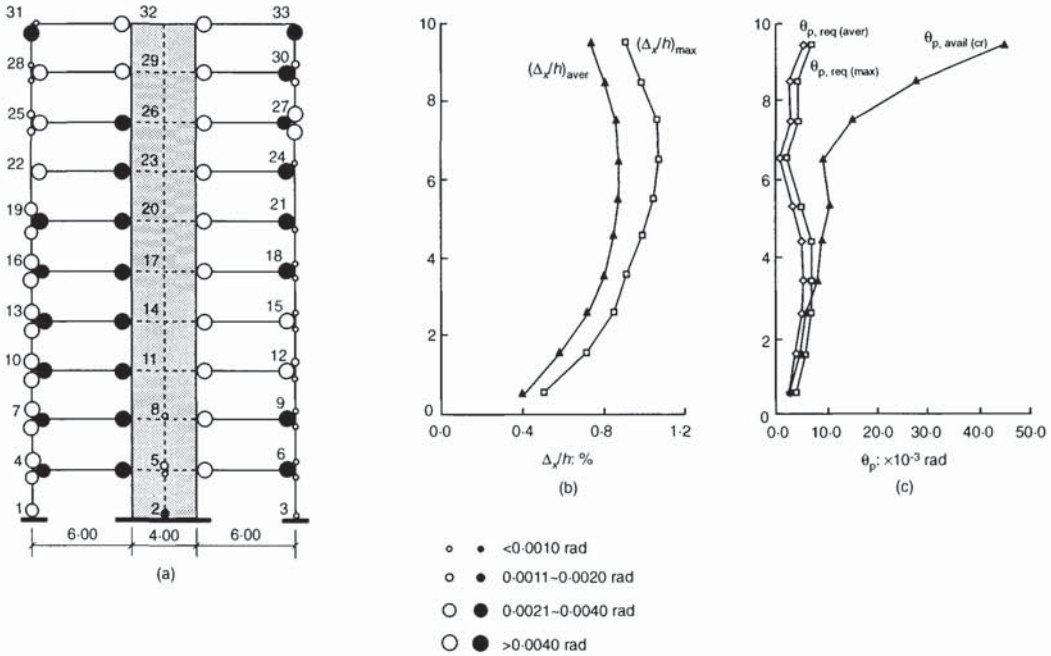 31 32 33
28 29 30
25 26 27
22 23 24
19 20 21
16 17 18
13 14 15
10 11 12
7 8 9
4 5 6
1 2 3
6·00 4·00 6·00
(a)
10
8
6
4
2
0
(Δx/h)aver
(Δx/h)max
0·0 0·4 0·8 1·2
Δx/h: %
(b)
10
8
6
4
2
0
θp, req (aver)
θp, req (max)
θp, avail (cr)
0·0 10·0 20·0 30·0 40·0 50·0
θp: ×10-3 rad
(c)
<0·0010 rad
0·0011~0·0020 rad
0·0021~0·0040 rad
>0·0040 rad